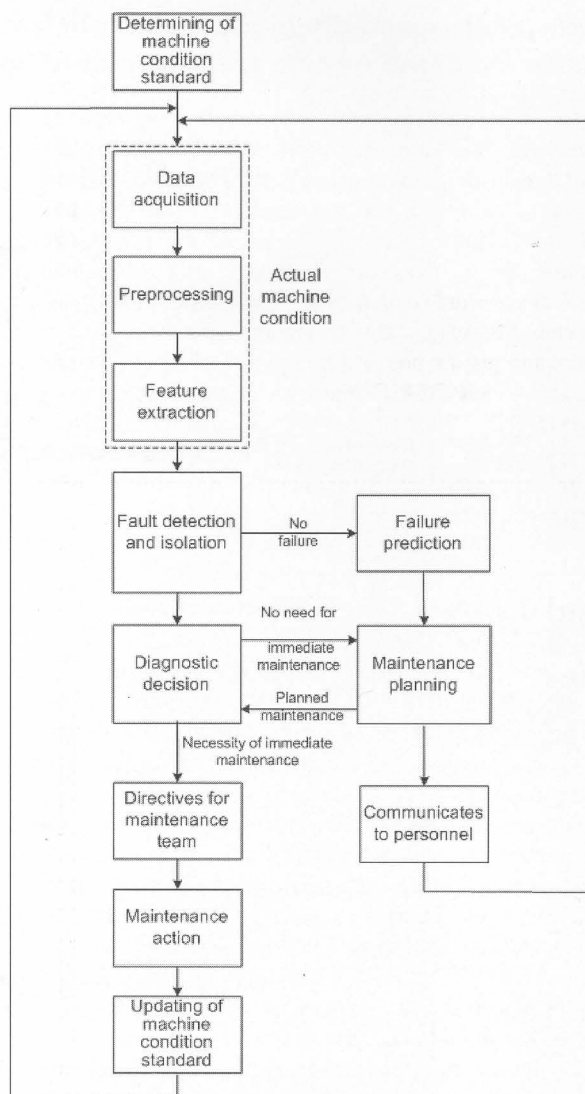 Determining of
machine
condition
standard
Data
acquisition
Preprocessing
Actual
machine
condition
Feature
extraction
Fault detection
and isolation
No
failure
Failure
prediction
No need for
immediate
maintenance
Diagnostic
decision
Maintenance
planning
Planned
maintenance
Necessity of immediate
maintenance
Directives for
maintenance
team
Communicates
to personnel
Maintenance
action
Updating of
machine
condition
standard